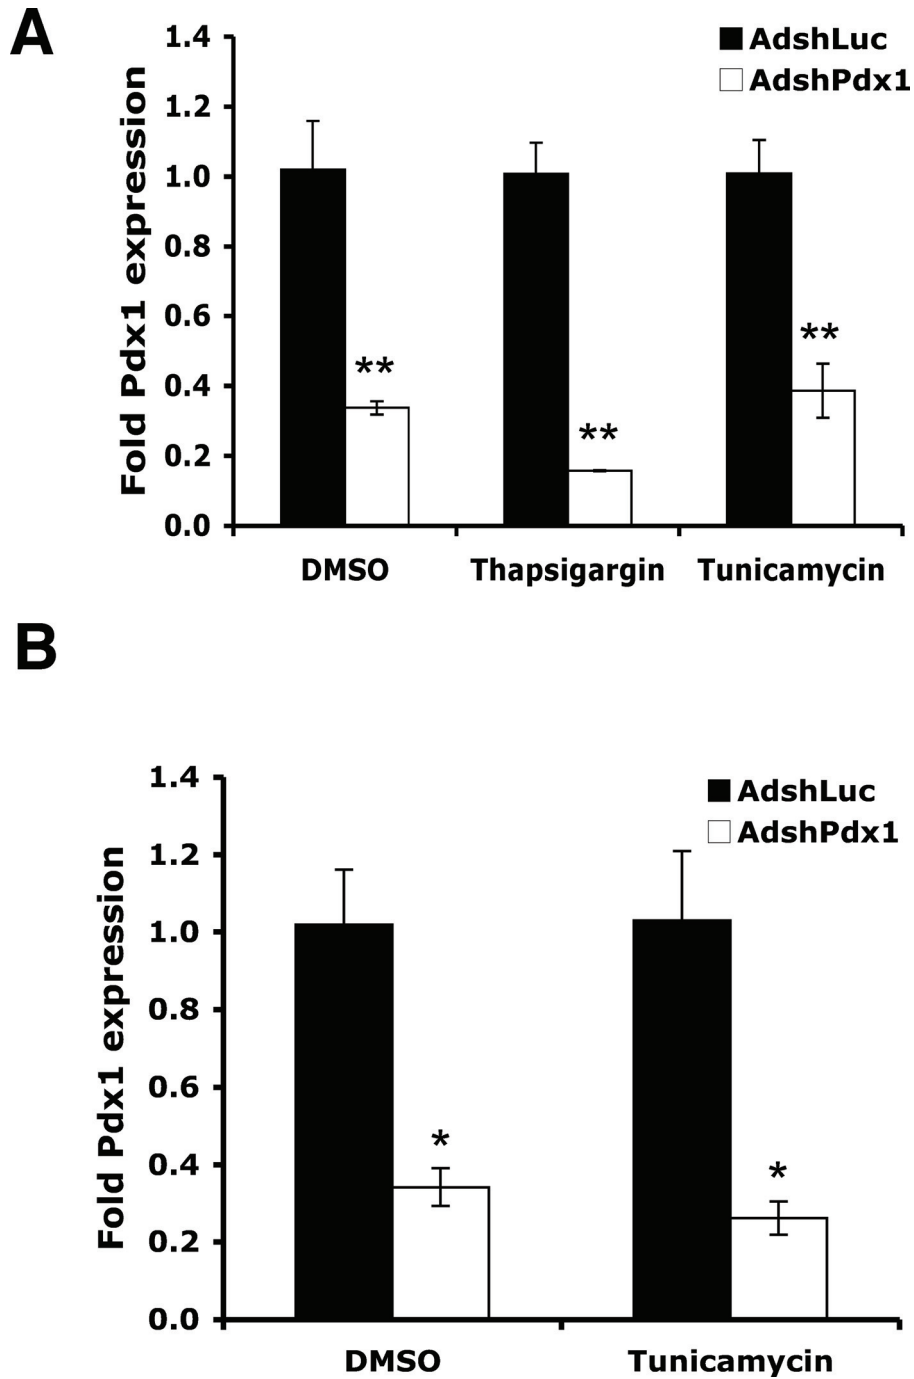 A
1.4
1.2
1.0
0.8
0.6
0.4
0.2
0.0
Fold Pdx1 expression
AdshLuc
AdshPdx1
**
**
**
DMSO Thapsigargin Tunicamycin
B
1.4
1.2
1.0
0.8
0.6
0.4
0.2
0.0
Fold Pdx1 expression
AdshLuc
AdshPdx1
*
*
DMSO Tunicamycin